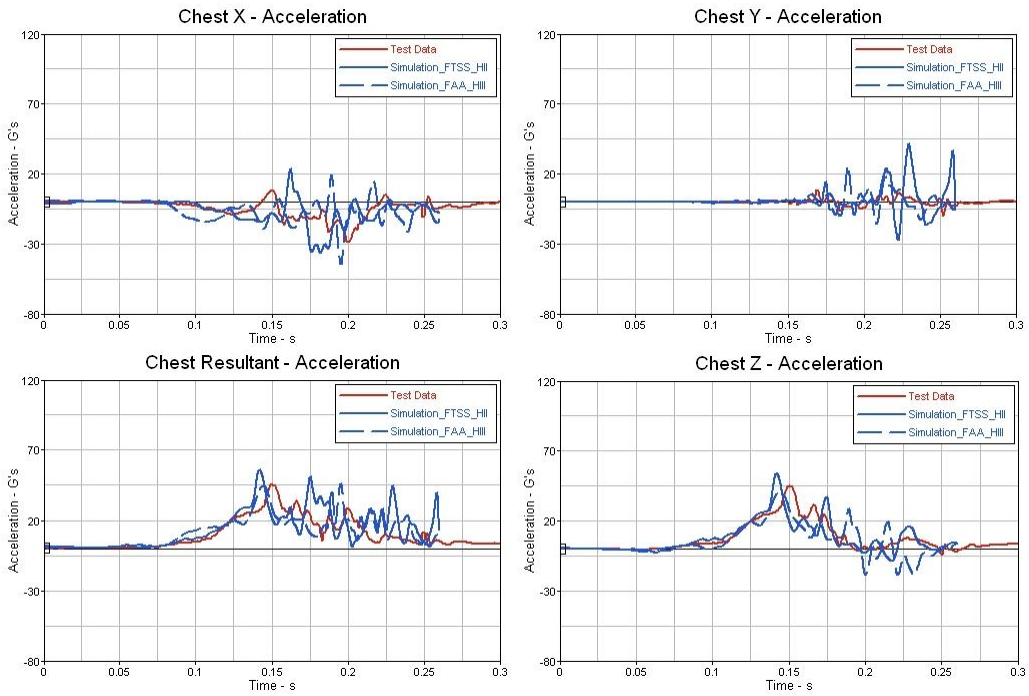 Chest X - Acceleration
120
70
20
-30
-80
Acceleration - G's
Test Data
Simulation_FTSS_HII
Simulation_FAA_HIII
0
0.05
0.1
0.15
0.2
0.25
0.3
Time - s
Chest Y - Acceleration
120
70
20
-30
-80
Acceleration - G's
Test Data
Simulation_FTSS_HII
Simulation_FAA_HIII
0
0.05
0.1
0.15
0.2
0.25
0.3
Time - s
Chest Resultant - Acceleration
120
70
20
-30
-80
Acceleration - G's
Test Data
Simulation_FTSS_HII
Simulation_FAA_HIII
0
0.05
0.1
0.15
0.2
0.25
0.3
Time - s
Chest Z - Acceleration
120
70
20
-30
-80
Acceleration - G's
Test Data
Simulation_FTSS_HII
Simulation_FAA_HIII
0
0.05
0.1
0.15
0.2
0.25
0.3
Time - s